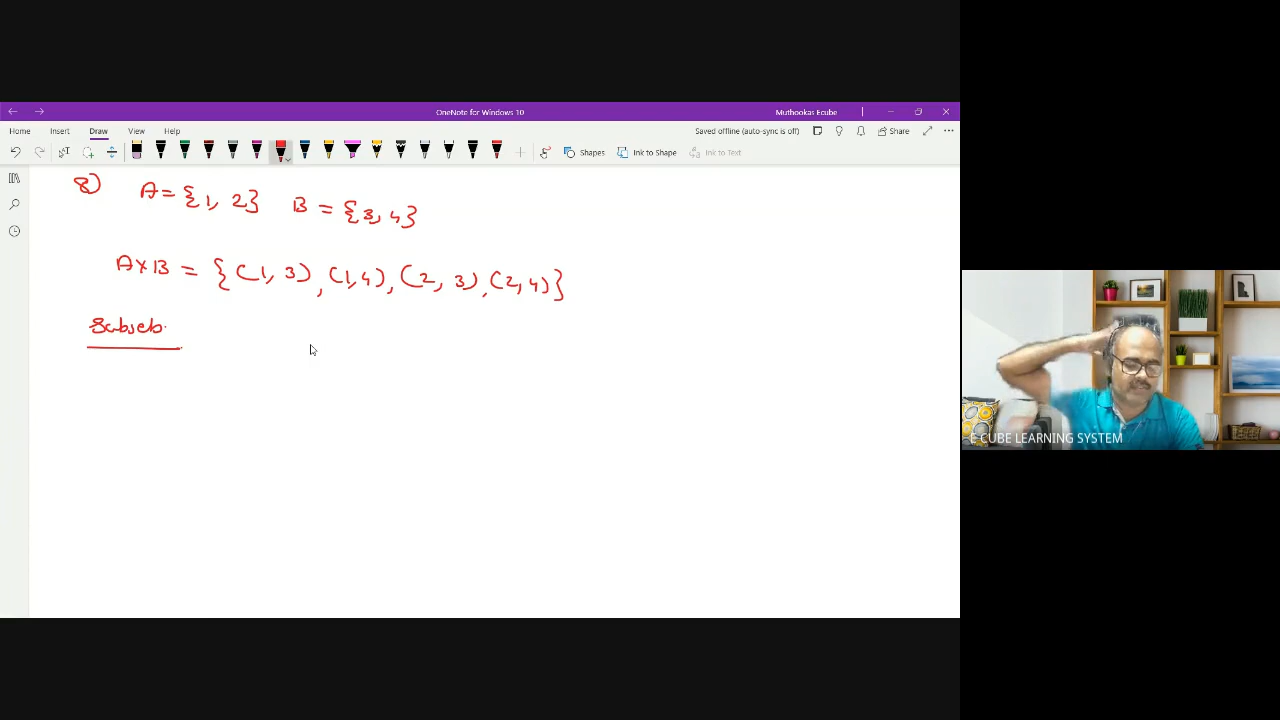 OneNote for Windows 10
Muthookas Ecube
Home Insert Draw View Help
Saved offline (auto-sync is off)
Share
Shapes Ink to Shape Ink to Text
8) A = {1, 2} B = {3, 4}
A×B = {(1, 3), (1,4), (2, 3), (2, 4)}
Subsets
E CUBE LEARNING SYSTEM